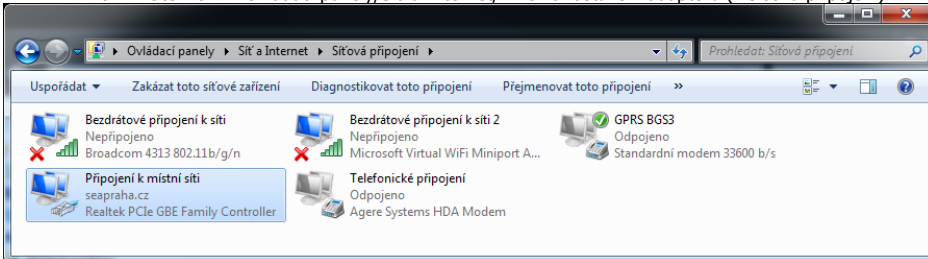 Ovládací panely ▸ Síť a Internet ▸ Síťová připojení ▸
Prohledat: Síťová připojení
Uspořádat ▾ Zakázat toto síťové zařízení Diagnostikovat toto připojení Přejmenovat toto připojení »
Bezdrátové připojení k síti
Nepřipojeno
Broadcom 4313 802.11b/g/n
Bezdrátové připojení k síti 2
Nepřipojeno
Microsoft Virtual WiFi Miniport A...
GPRS BGS3
Odpojeno
Standardní modem 33600 b/s
Připojení k místní síti
seapraha.cz
Realtek PCIe GBE Family Controller
Telefonické připojení
Odpojeno
Agere Systems HDA Modem